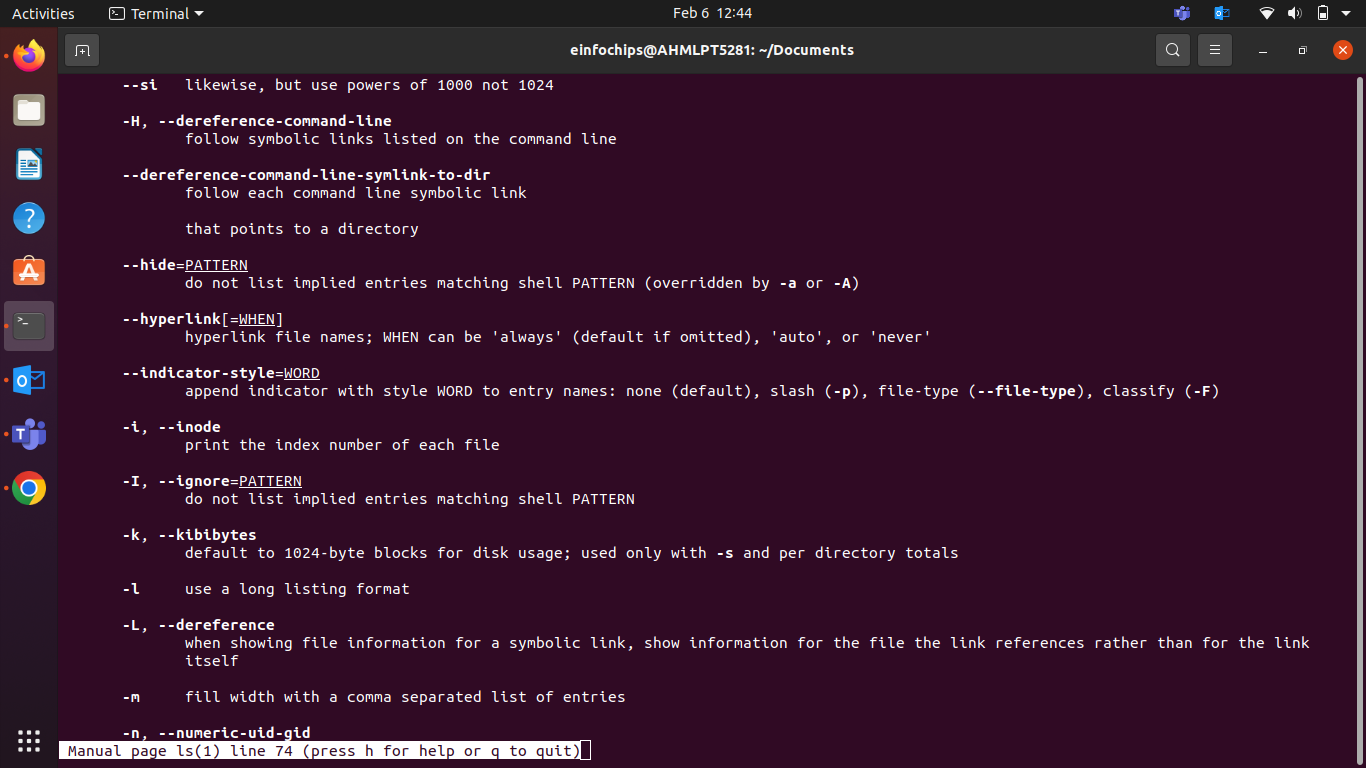 Activities
Terminal
Feb 6 12:44
einfochips@AHMLPT5281: ~/Documents
--si likewise, but use powers of 1000 not 1024
-H, --dereference-command-line
follow symbolic links listed on the command line
--dereference-command-line-symlink-to-dir
follow each command line symbolic link
that points to a directory
--hide=PATTERN
do not list implied entries matching shell PATTERN (overridden by -a or -A)
--hyperlink[=WHEN]
hyperlink file names; WHEN can be 'always' (default if omitted), 'auto', or 'never'
--indicator-style=WORD
append indicator with style WORD to entry names: none (default), slash (-p), file-type (--file-type), classify (-F)
-i, --inode
print the index number of each file
-I, --ignore=PATTERN
do not list implied entries matching shell PATTERN
-k, --kibibytes
default to 1024-byte blocks for disk usage; used only with -s and per directory totals
-l use a long listing format
-L, --dereference
when showing file information for a symbolic link, show information for the file the link references rather than for the link
itself
-m fill width with a comma separated list of entries
-n, --numeric-uid-gid
Manual page ls(1) line 74 (press h for help or q to quit)